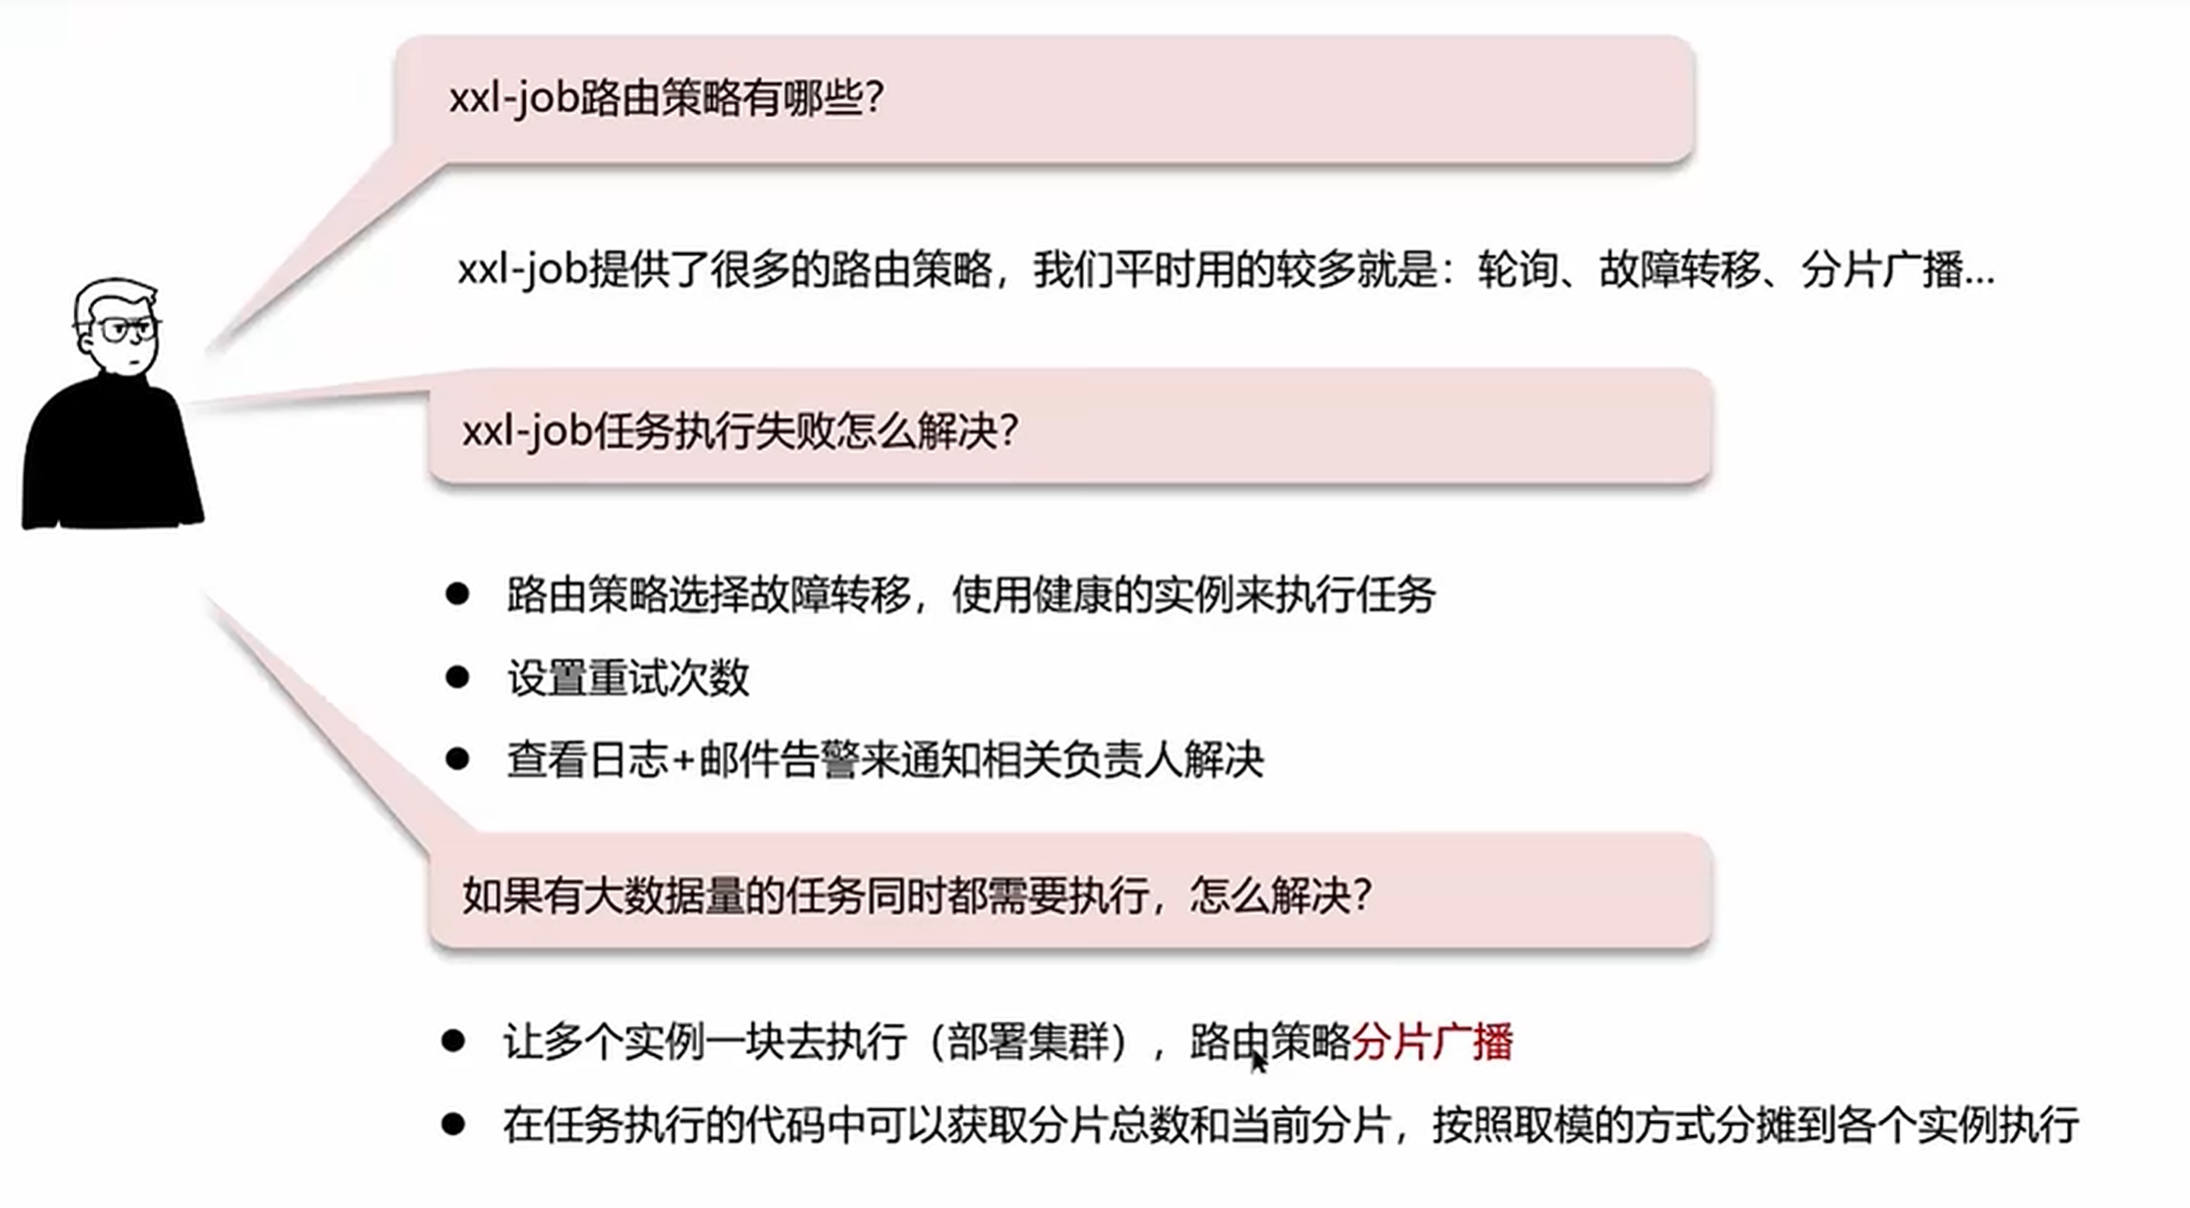 xxl-job路由策略有哪些?
xxl-job提供了很多的路由策略，我们平时用的较多就是：轮询、故障转移、分片广播...
xxl-job任务执行失败怎么解决?
● 路由策略选择故障转移，使用健康的实例来执行任务
● 设置重试次数
● 查看日志+邮件告警来通知相关负责人解决
如果有大数据量的任务同时都需要执行，怎么解决?
● 让多个实例一块去执行（部署集群），路由策略分片广播
● 在任务执行的代码中可以获取分片总数和当前分片，按照取模的方式分摊到各个实例执行